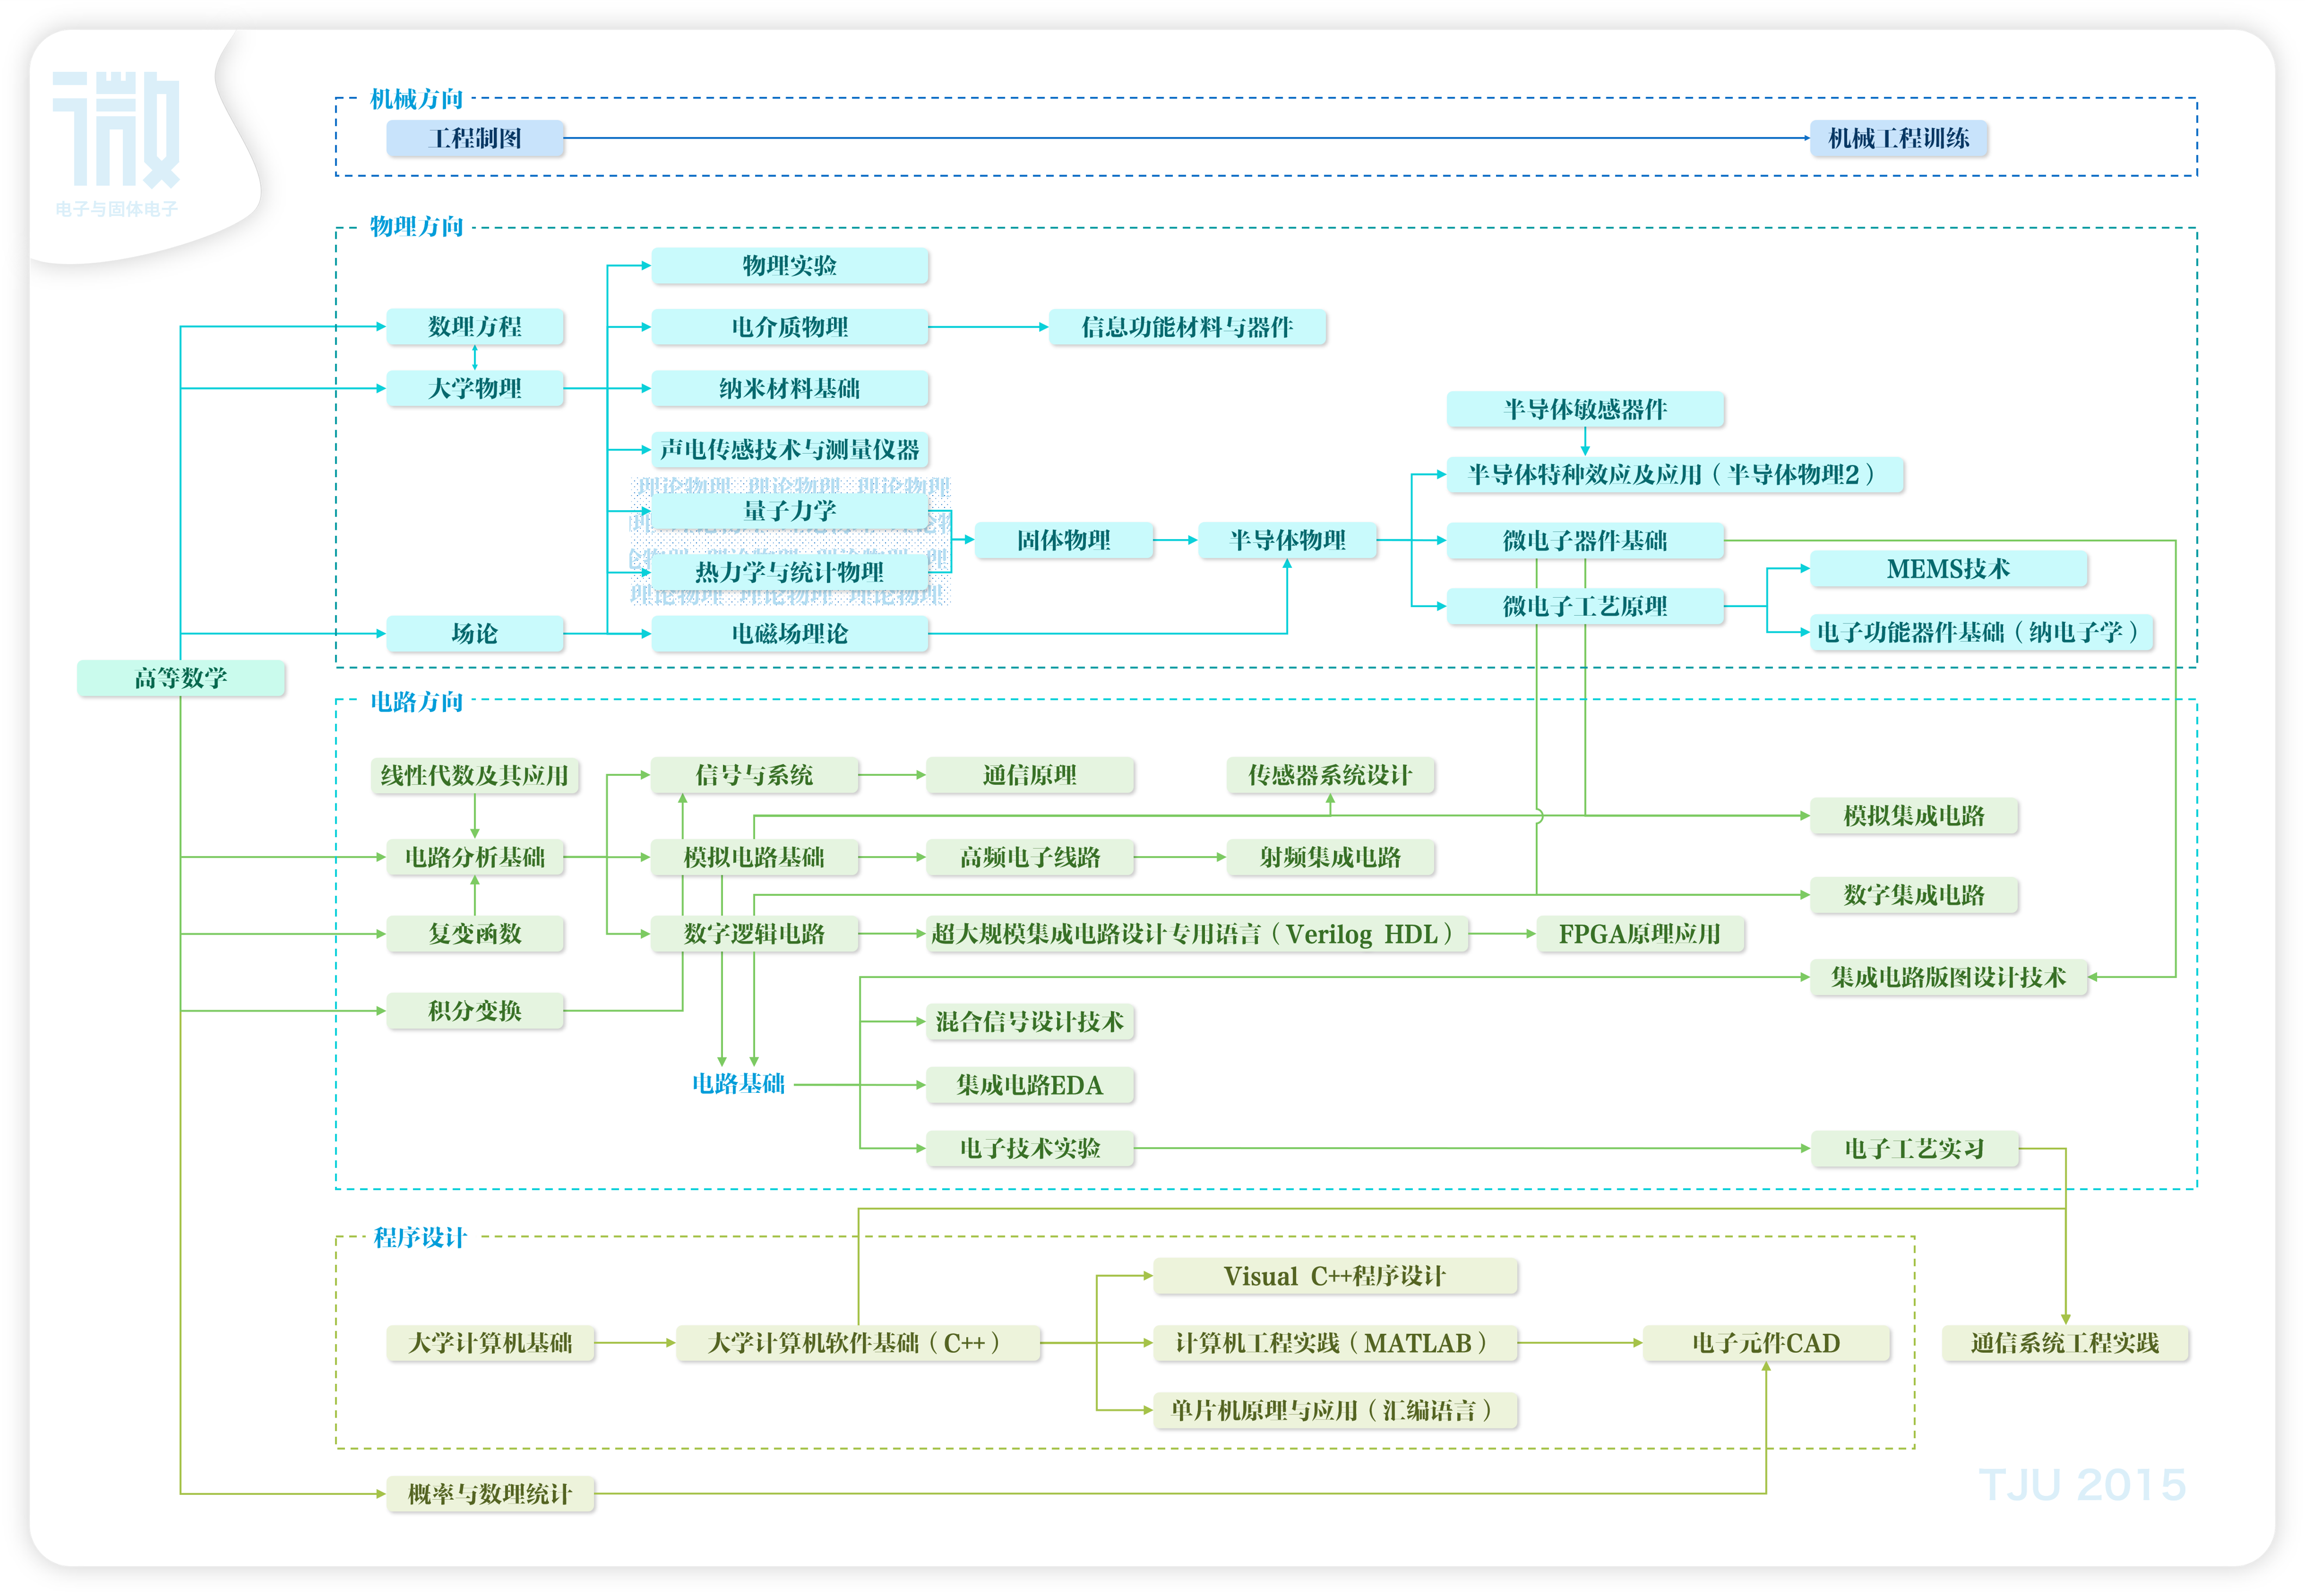 微
电子与固体电子
机械方向
工程制图
机械工程训练
物理方向
物理实验
数理方程
电介质物理
信息功能材料与器件
大学物理
纳米材料基础
半导体敏感器件
声电传感技术与测量仪器
半导体特种效应及应用（半导体物理2）
理论物理 理论物理 理论物理
量子力学
固体物理
半导体物理
微电子器件基础
MEMS技术
热力学与统计物理
理论物理 理论物理 理论物理
微电子工艺原理
场论
电磁场理论
电子功能器件基础（纳电子学）
高等数学
电路方向
线性代数及其应用
信号与系统
通信原理
传感器系统设计
模拟集成电路
电路分析基础
模拟电路基础
高频电子线路
射频集成电路
数字集成电路
复变函数
数字逻辑电路
超大规模集成电路设计专用语言（Verilog HDL）
FPGA原理应用
集成电路版图设计技术
积分变换
混合信号设计技术
电路基础
集成电路EDA
电子技术实验
电子工艺实习
程序设计
Visual C++程序设计
大学计算机基础
大学计算机软件基础（C++）
计算机工程实践（MATLAB）
电子元件CAD
通信系统工程实践
单片机原理与应用（汇编语言）
概率与数理统计
TJU 2015